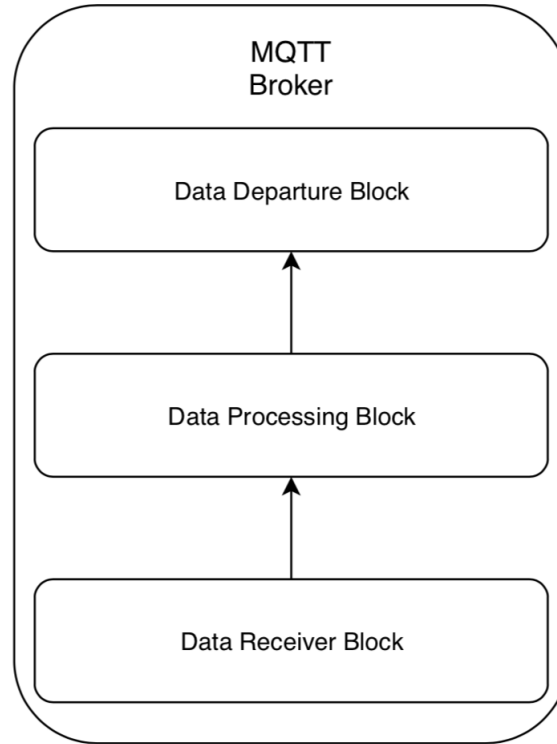 MQTT
Broker
Data Departure Block
Data Processing Block
Data Receiver Block